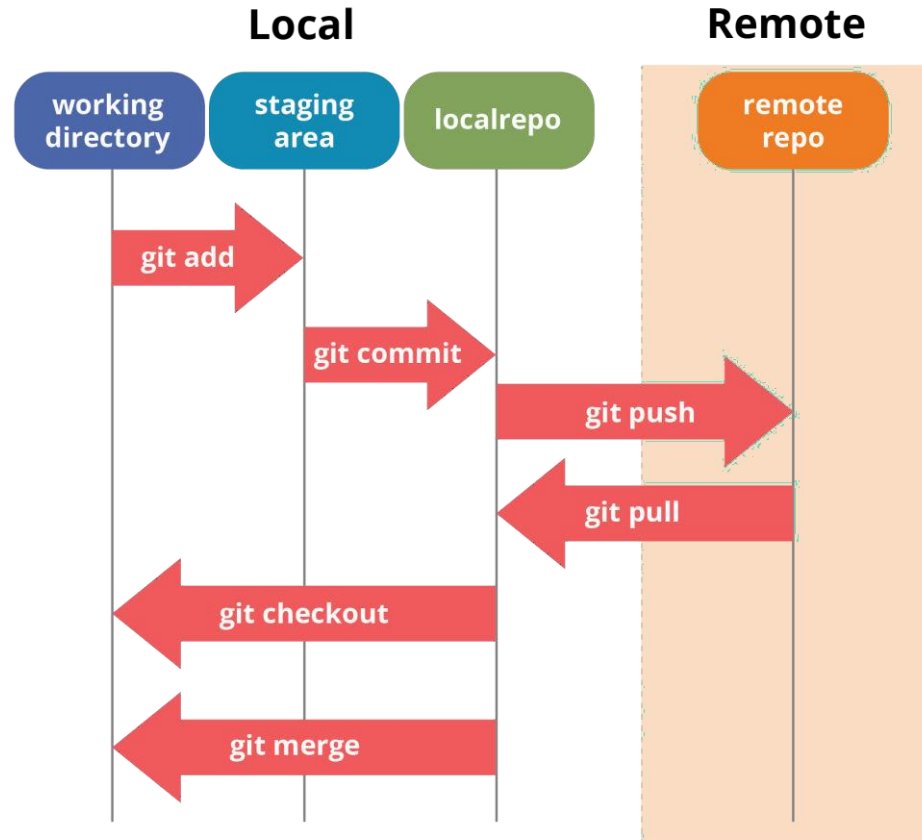 Local
Remote
working
directory
staging
area
localrepo
remote
repo
git add
git commit
git push
git pull
git checkout
git merge